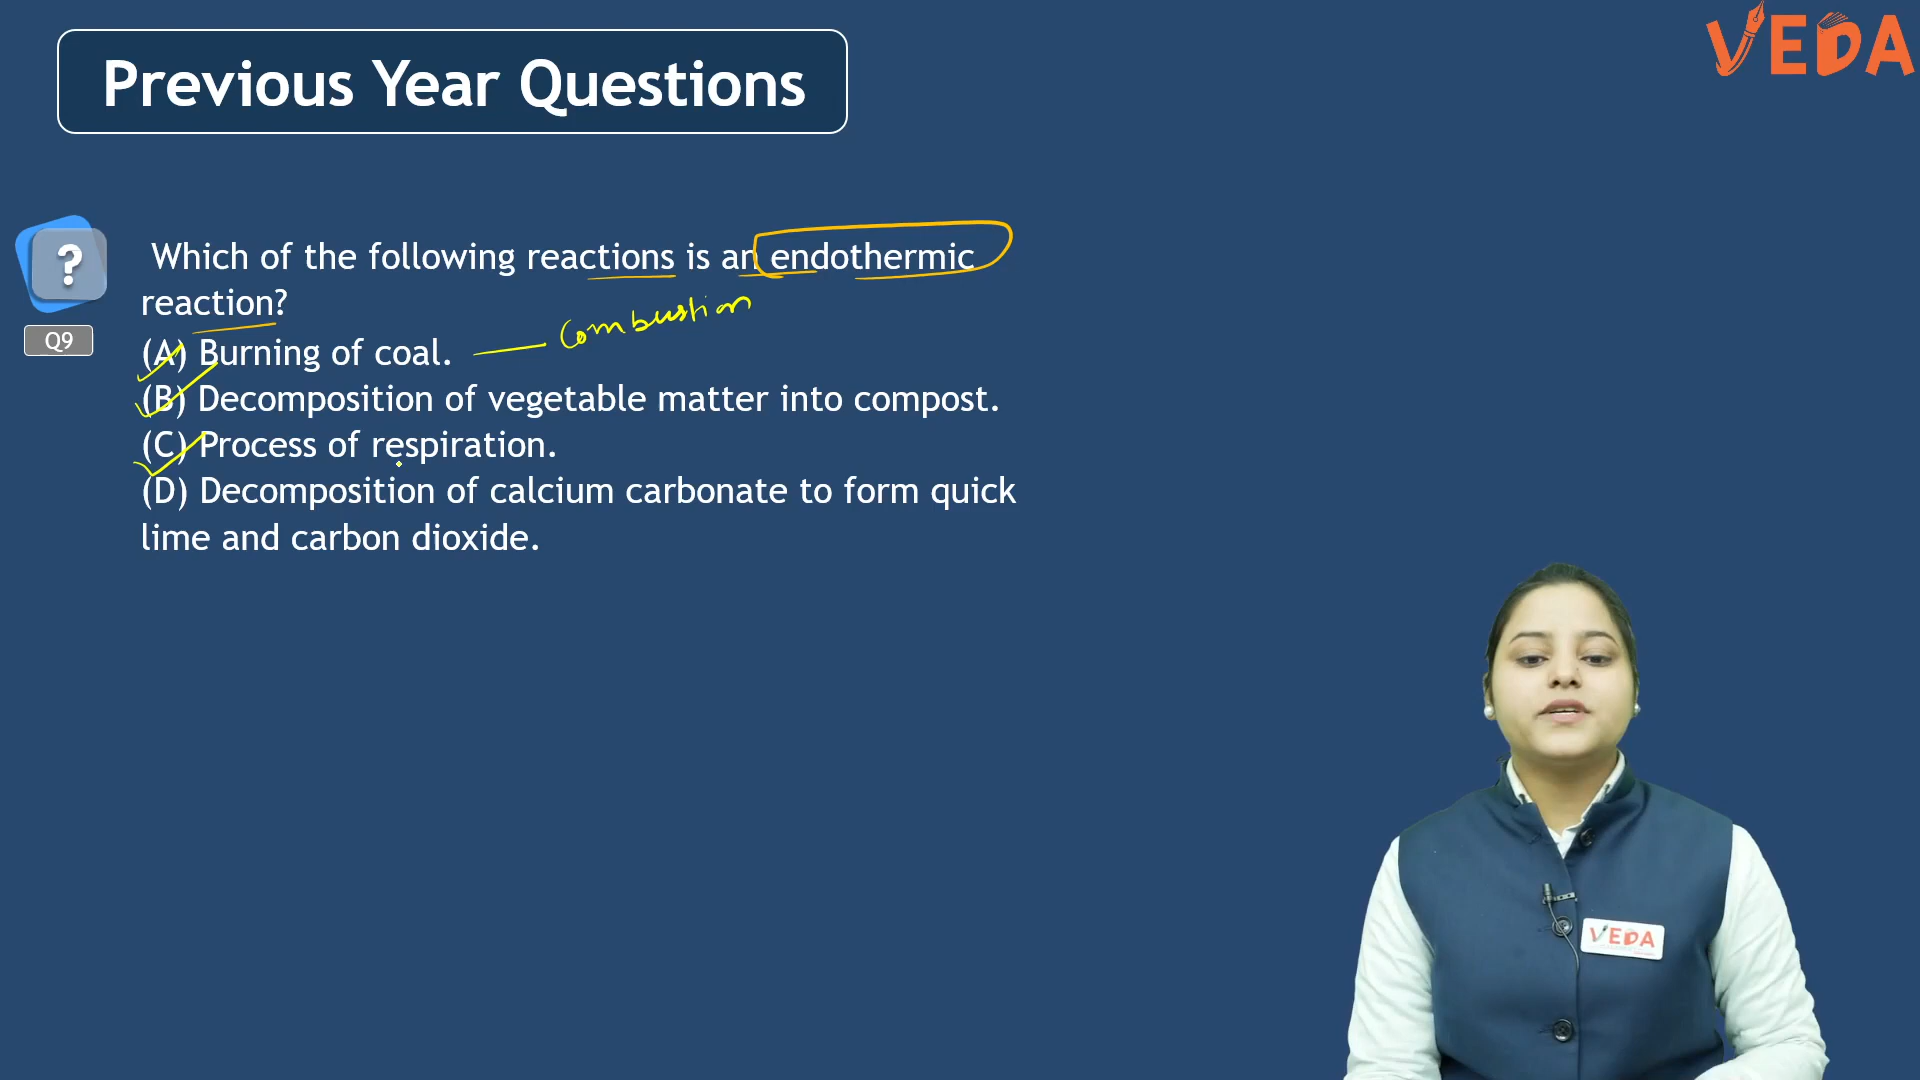 VEDA
Previous Year Questions
Which of the following reactions is an endothermic
reaction?
Q9
Combustion
(A) Burning of coal.
(B) Decomposition of vegetable matter into compost.
(C) Process of respiration.
(D) Decomposition of calcium carbonate to form quick
lime and carbon dioxide.
VEDA